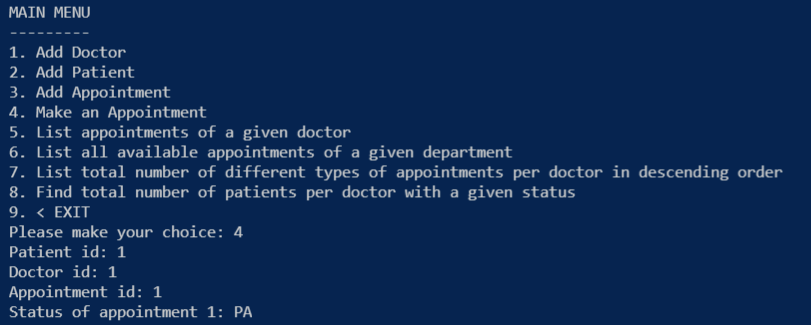 MAIN MENU
---------
1. Add Doctor
2. Add Patient
3. Add Appointment
4. Make an Appointment
5. List appointments of a given doctor
6. List all available appointments of a given department
7. List total number of different types of appointments per doctor in descending order
8. Find total number of patients per doctor with a given status
9. < EXIT
Please make your choice: 4
Patient id: 1
Doctor id: 1
Appointment id: 1
Status of appointment 1: PA